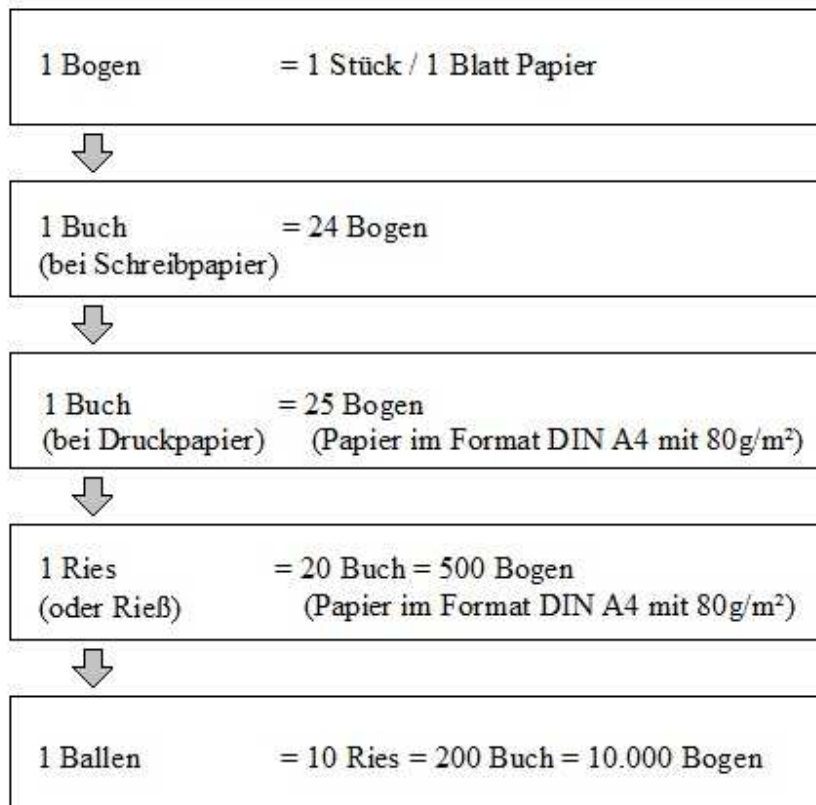 1 Bogen = 1 Stück / 1 Blatt Papier
1 Buch = 24 Bogen
(bei Schreibpapier)
1 Buch = 25 Bogen
(bei Druckpapier) (Papier im Format DIN A4 mit 80g/m²)
1 Ries = 20 Buch = 500 Bogen
(oder Rieß) (Papier im Format DIN A4 mit 80g/m²)
1 Ballen = 10 Ries = 200 Buch = 10.000 Bogen